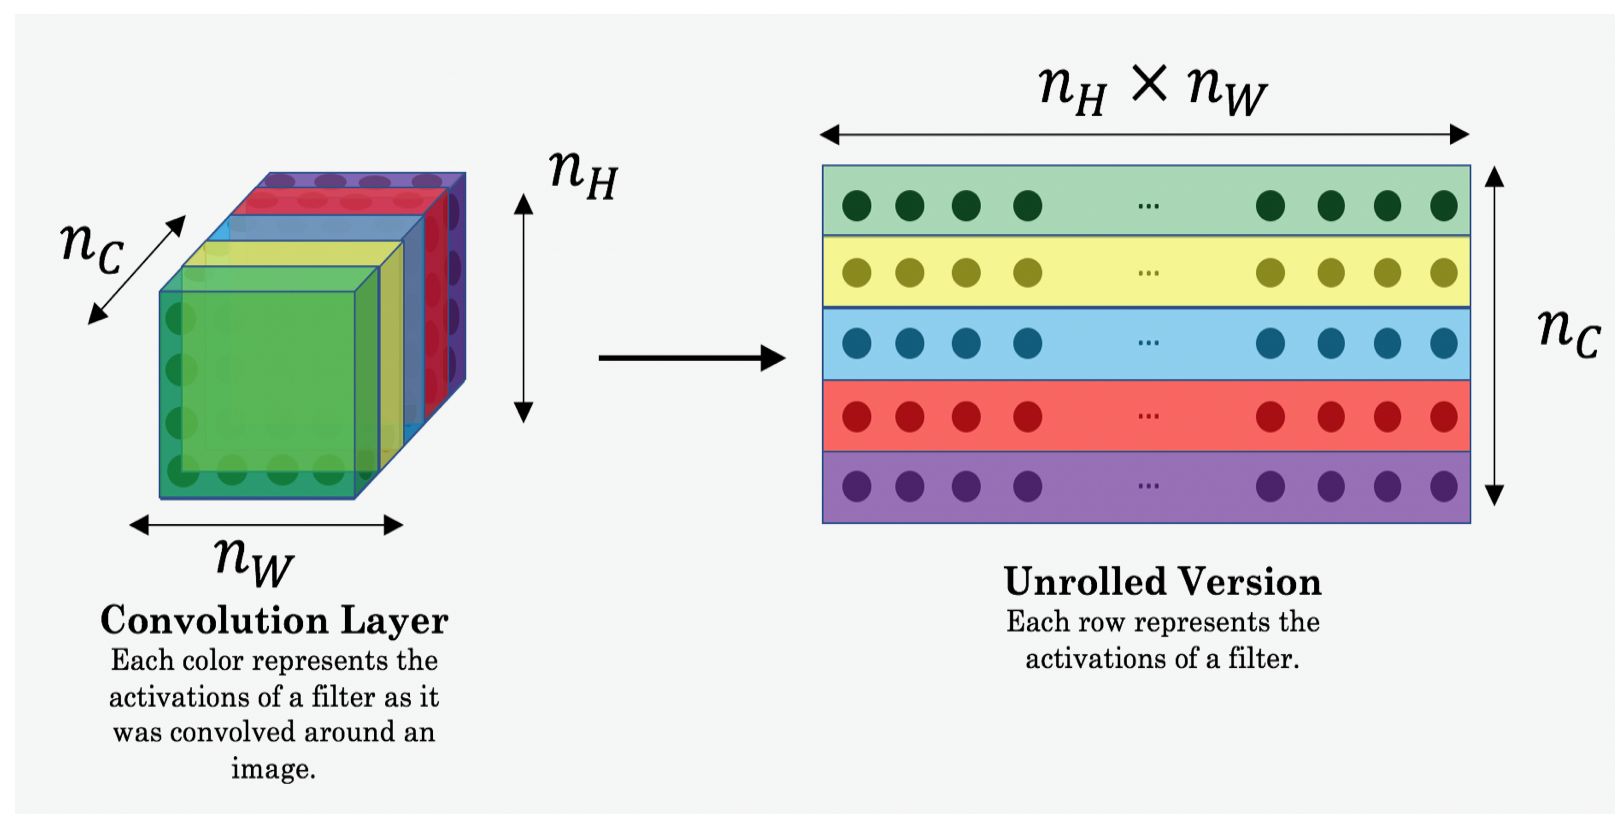 n_C
n_H
n_W
Convolution Layer
Each color represents the
activations of a filter as it
was convolved around an
image.
n_H × n_W
...
...
...
...
...
n_C
Unrolled Version
Each row represents the
activations of a filter.